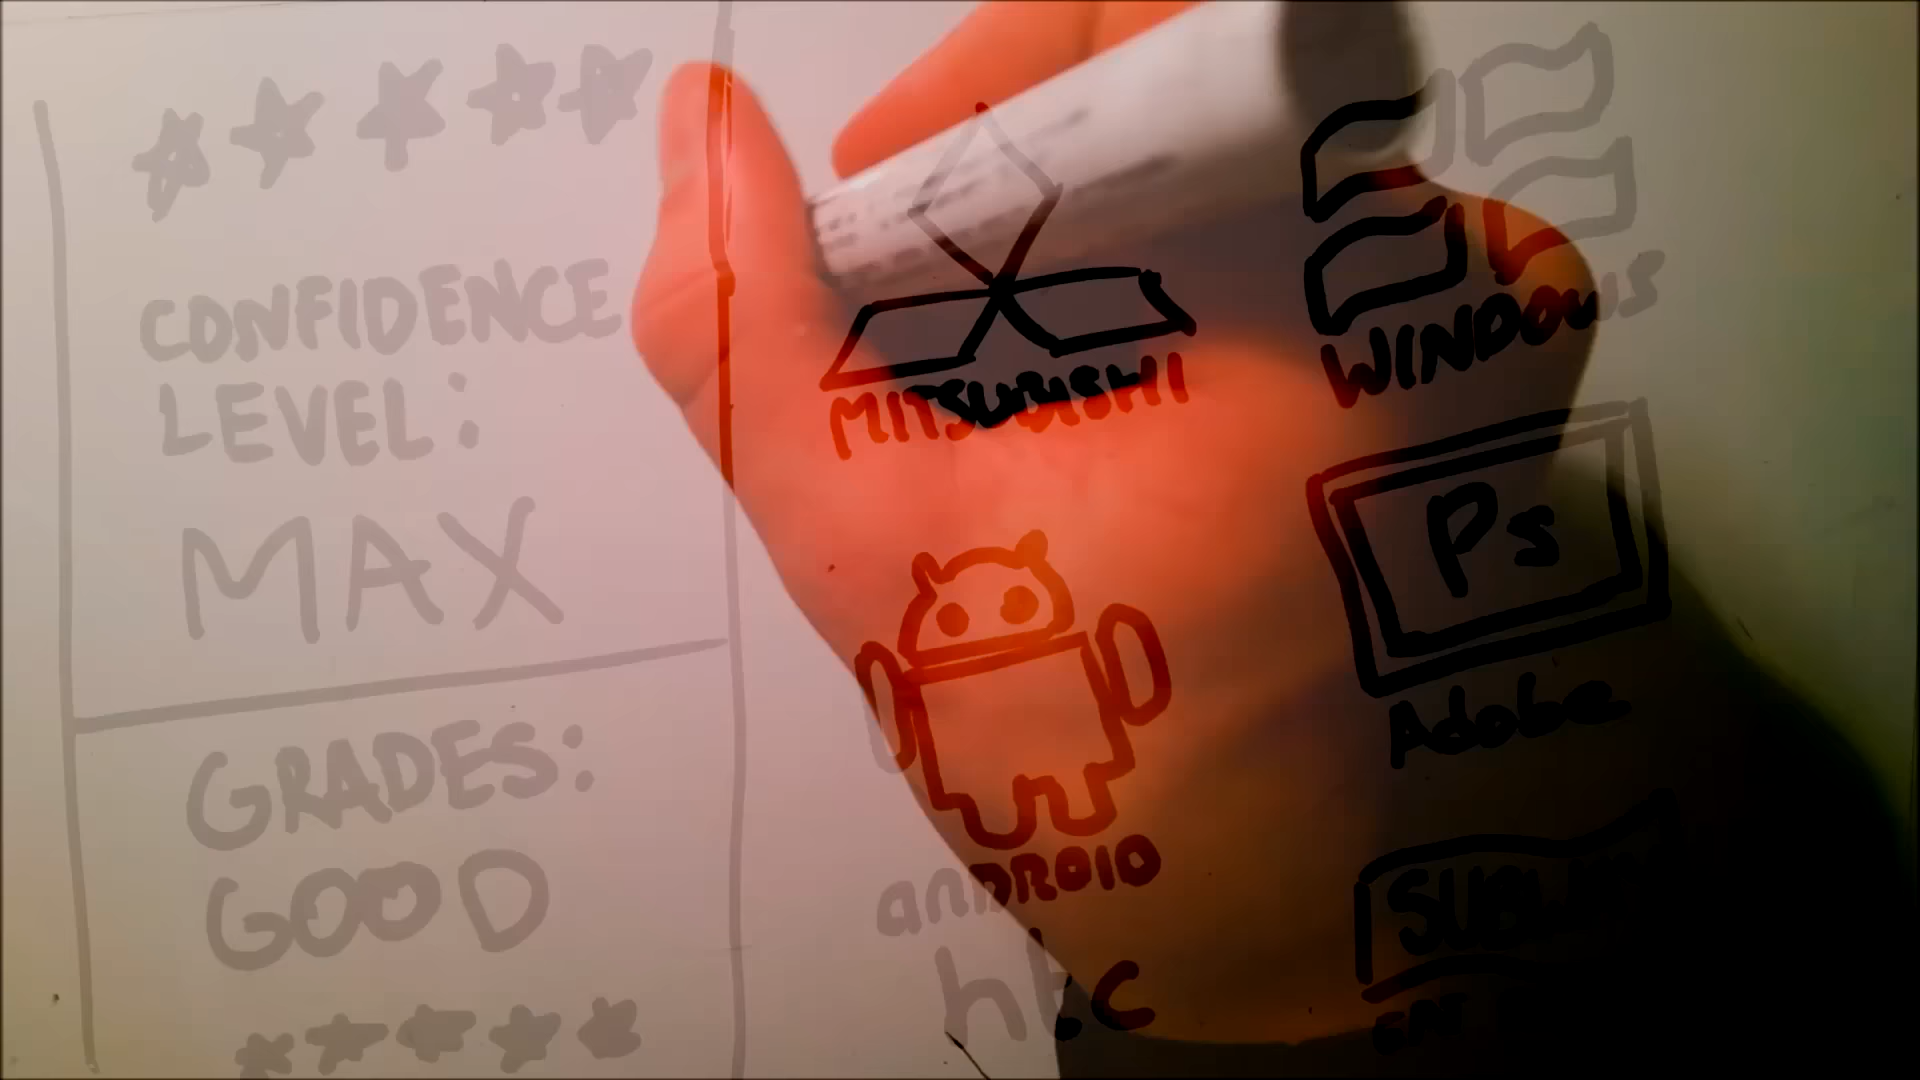 CONFIDENCE
LEVEL:
MAX
GRADES:
GOOD
MITSUBISHI
ANDROID
htc
WINDOWS
Ps
Adobe